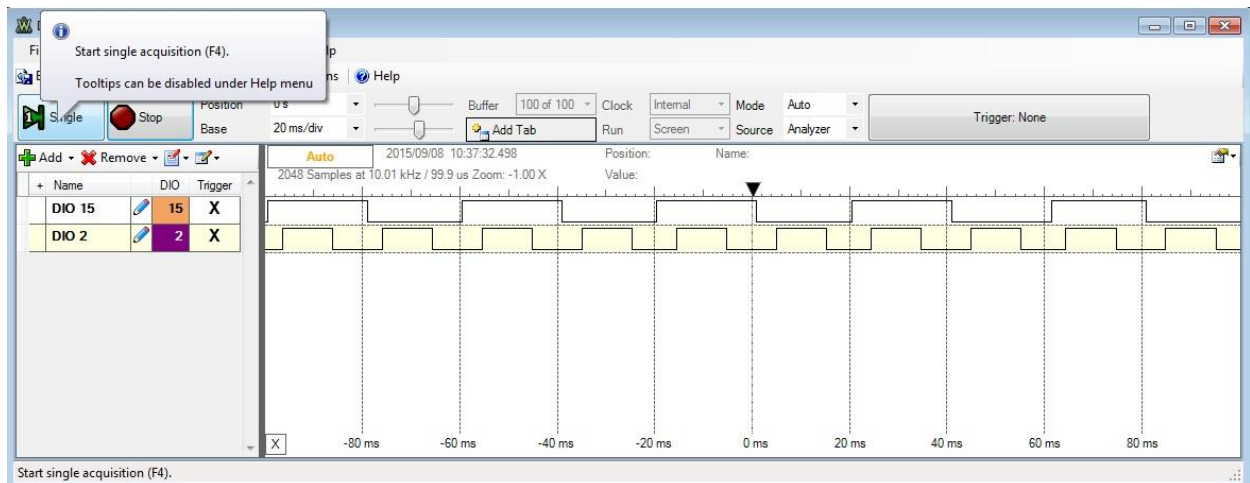 Start single acquisition (F4).
Tooltips can be disabled under Help menu
Help
Single Stop Position 0 s Buffer 100 of 100 Clock Internal Mode Auto Trigger: None
Base 20 ms/div Add Tab Run Screen Source Analyzer
Add Remove Auto 2015/09/08 10:37:32.498 Position: Name:
2048 Samples at 10.01 kHz / 99.9 us Zoom: -1.00 X Value:
+ Name DIO Trigger
DIO 15 15 X
DIO 2 2 X
X -80 ms -60 ms -40 ms -20 ms 0 ms 20 ms 40 ms 60 ms 80 ms
Start single acquisition (F4).